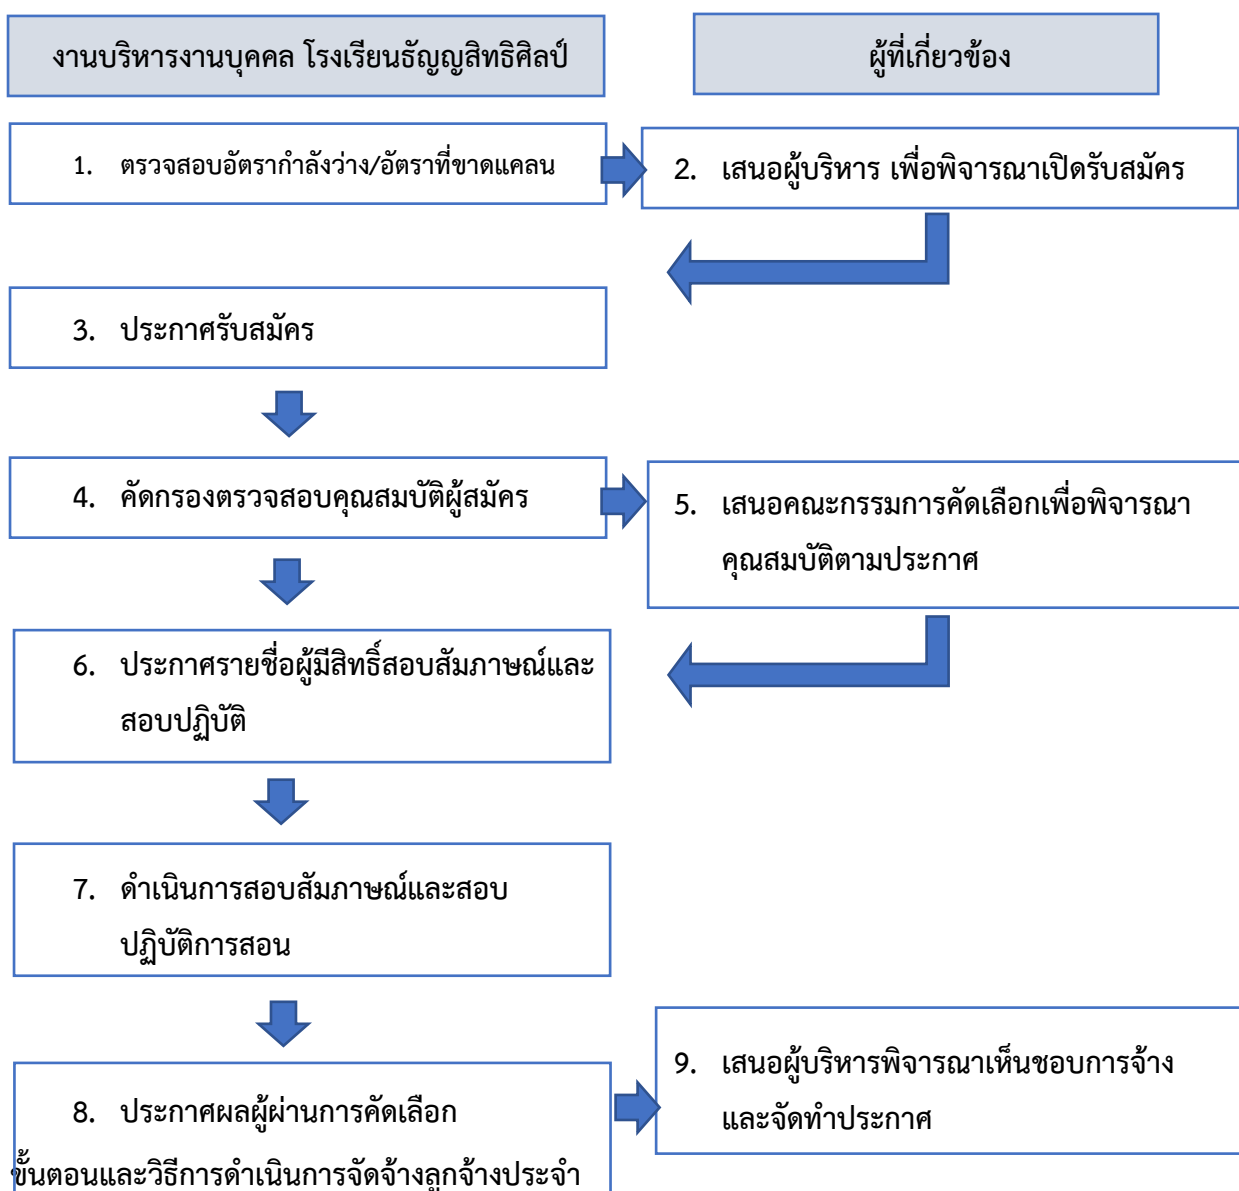 งานบริหารงานบุคคล โรงเรียนธัญญสิทธิศิลป์
ผู้ที่เกี่ยวข้อง
1. ตรวจสอบอัตรากำลังว่าง/อัตราที่ขาดแคลน
2. เสนอผู้บริหาร เพื่อพิจารณาเปิดรับสมัคร
3. ประกาศรับสมัคร
4. คัดกรองตรวจสอบคุณสมบัติผู้สมัคร
5. เสนอคณะกรรมการคัดเลือกเพื่อพิจารณา
คุณสมบัติตามประกาศ
6. ประกาศรายชื่อผู้มีสิทธิ์สอบสัมภาษณ์และ
สอบปฏิบัติ
7. ดำเนินการสอบสัมภาษณ์และสอบ
ปฏิบัติการสอน
8. ประกาศผลผู้ผ่านการคัดเลือก
9. เสนอผู้บริหารพิจารณาเห็นชอบการจ้าง
และจัดทำประกาศ
ขั้นตอนและวิธีการดำเนินการจัดจ้างลูกจ้างประจำ